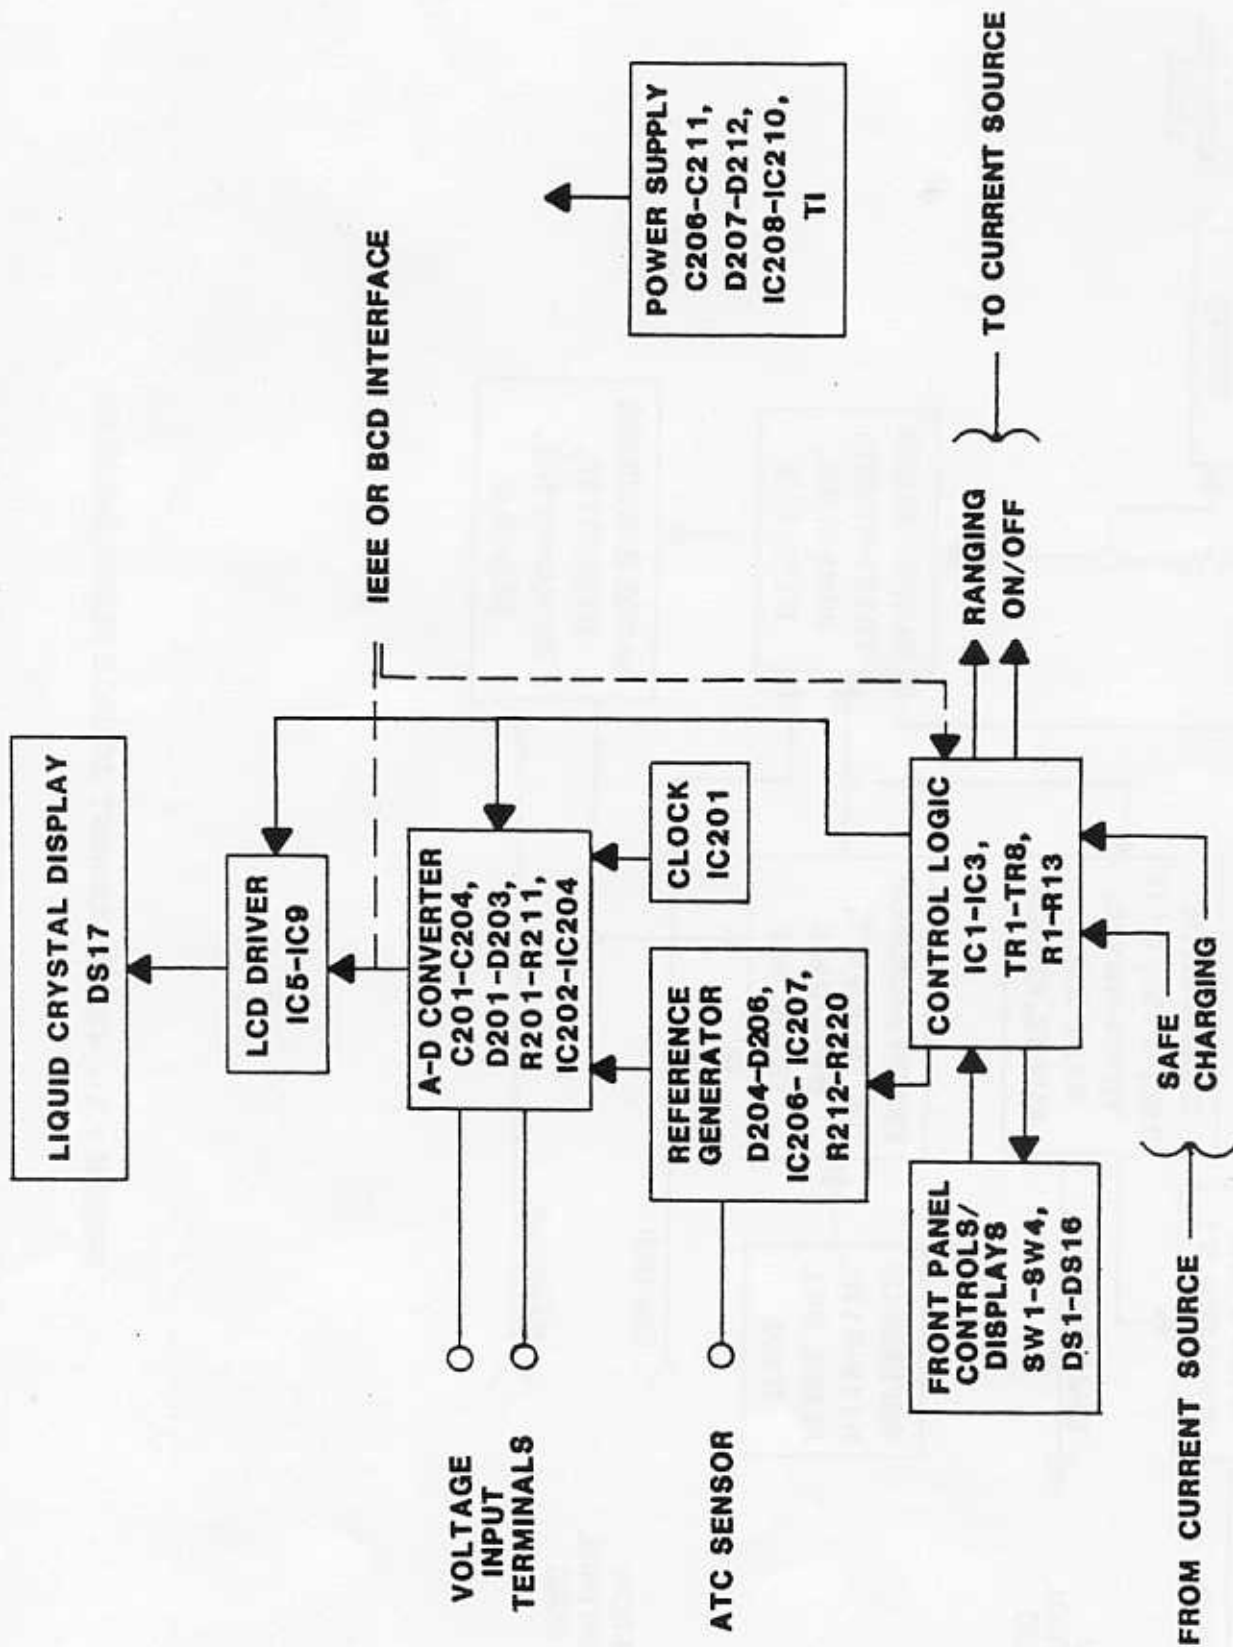 LIQUID CRYSTAL DISPLAY
DS17
LCD DRIVER
IC5-IC9
IEEE OR BCD INTERFACE
VOLTAGE
INPUT
TERMINALS
A-D CONVERTER
C201-C204,
D201-D203,
R201-R211,
IC202-IC204
POWER SUPPLY
C206-C211,
D207-D212,
IC208-IC210,
TI
ATC SENSOR
REFERENCE
GENERATOR
D204-D206,
IC206-IC207,
R212-R220
CLOCK
IC201
FRONT PANEL
CONTROLS/
DISPLAYS
SW1-SW4,
DS1-DS16
CONTROL LOGIC
IC1-IC3,
TR1-TR8,
R1-R13
RANGING
ON/OFF
TO CURRENT SOURCE
FROM CURRENT SOURCE
SAFE
CHARGING